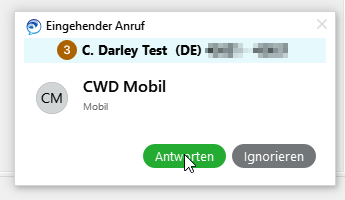 Eingehender Anruf
3 C. Darley Test (DE)
CM CWD Mobil
Mobil
Antworten Ignorieren